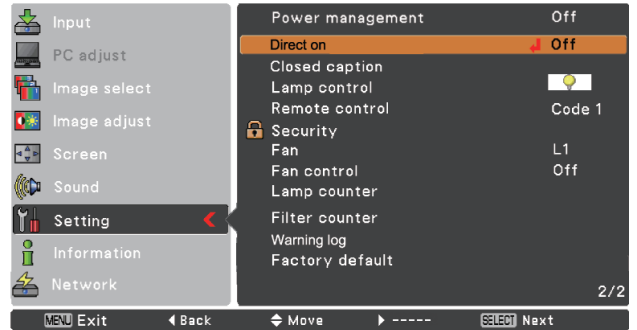 Input
PC adjust
Image select
Image adjust
Screen
Sound
Setting
Information
Network
Power management Off
Direct on Off
Closed caption
Lamp control
Remote control Code 1
Security
Fan L1
Fan control Off
Lamp counter
Filter counter
Warning log
Factory default
2/2
MENU Exit Back Move ----- SELECT Next